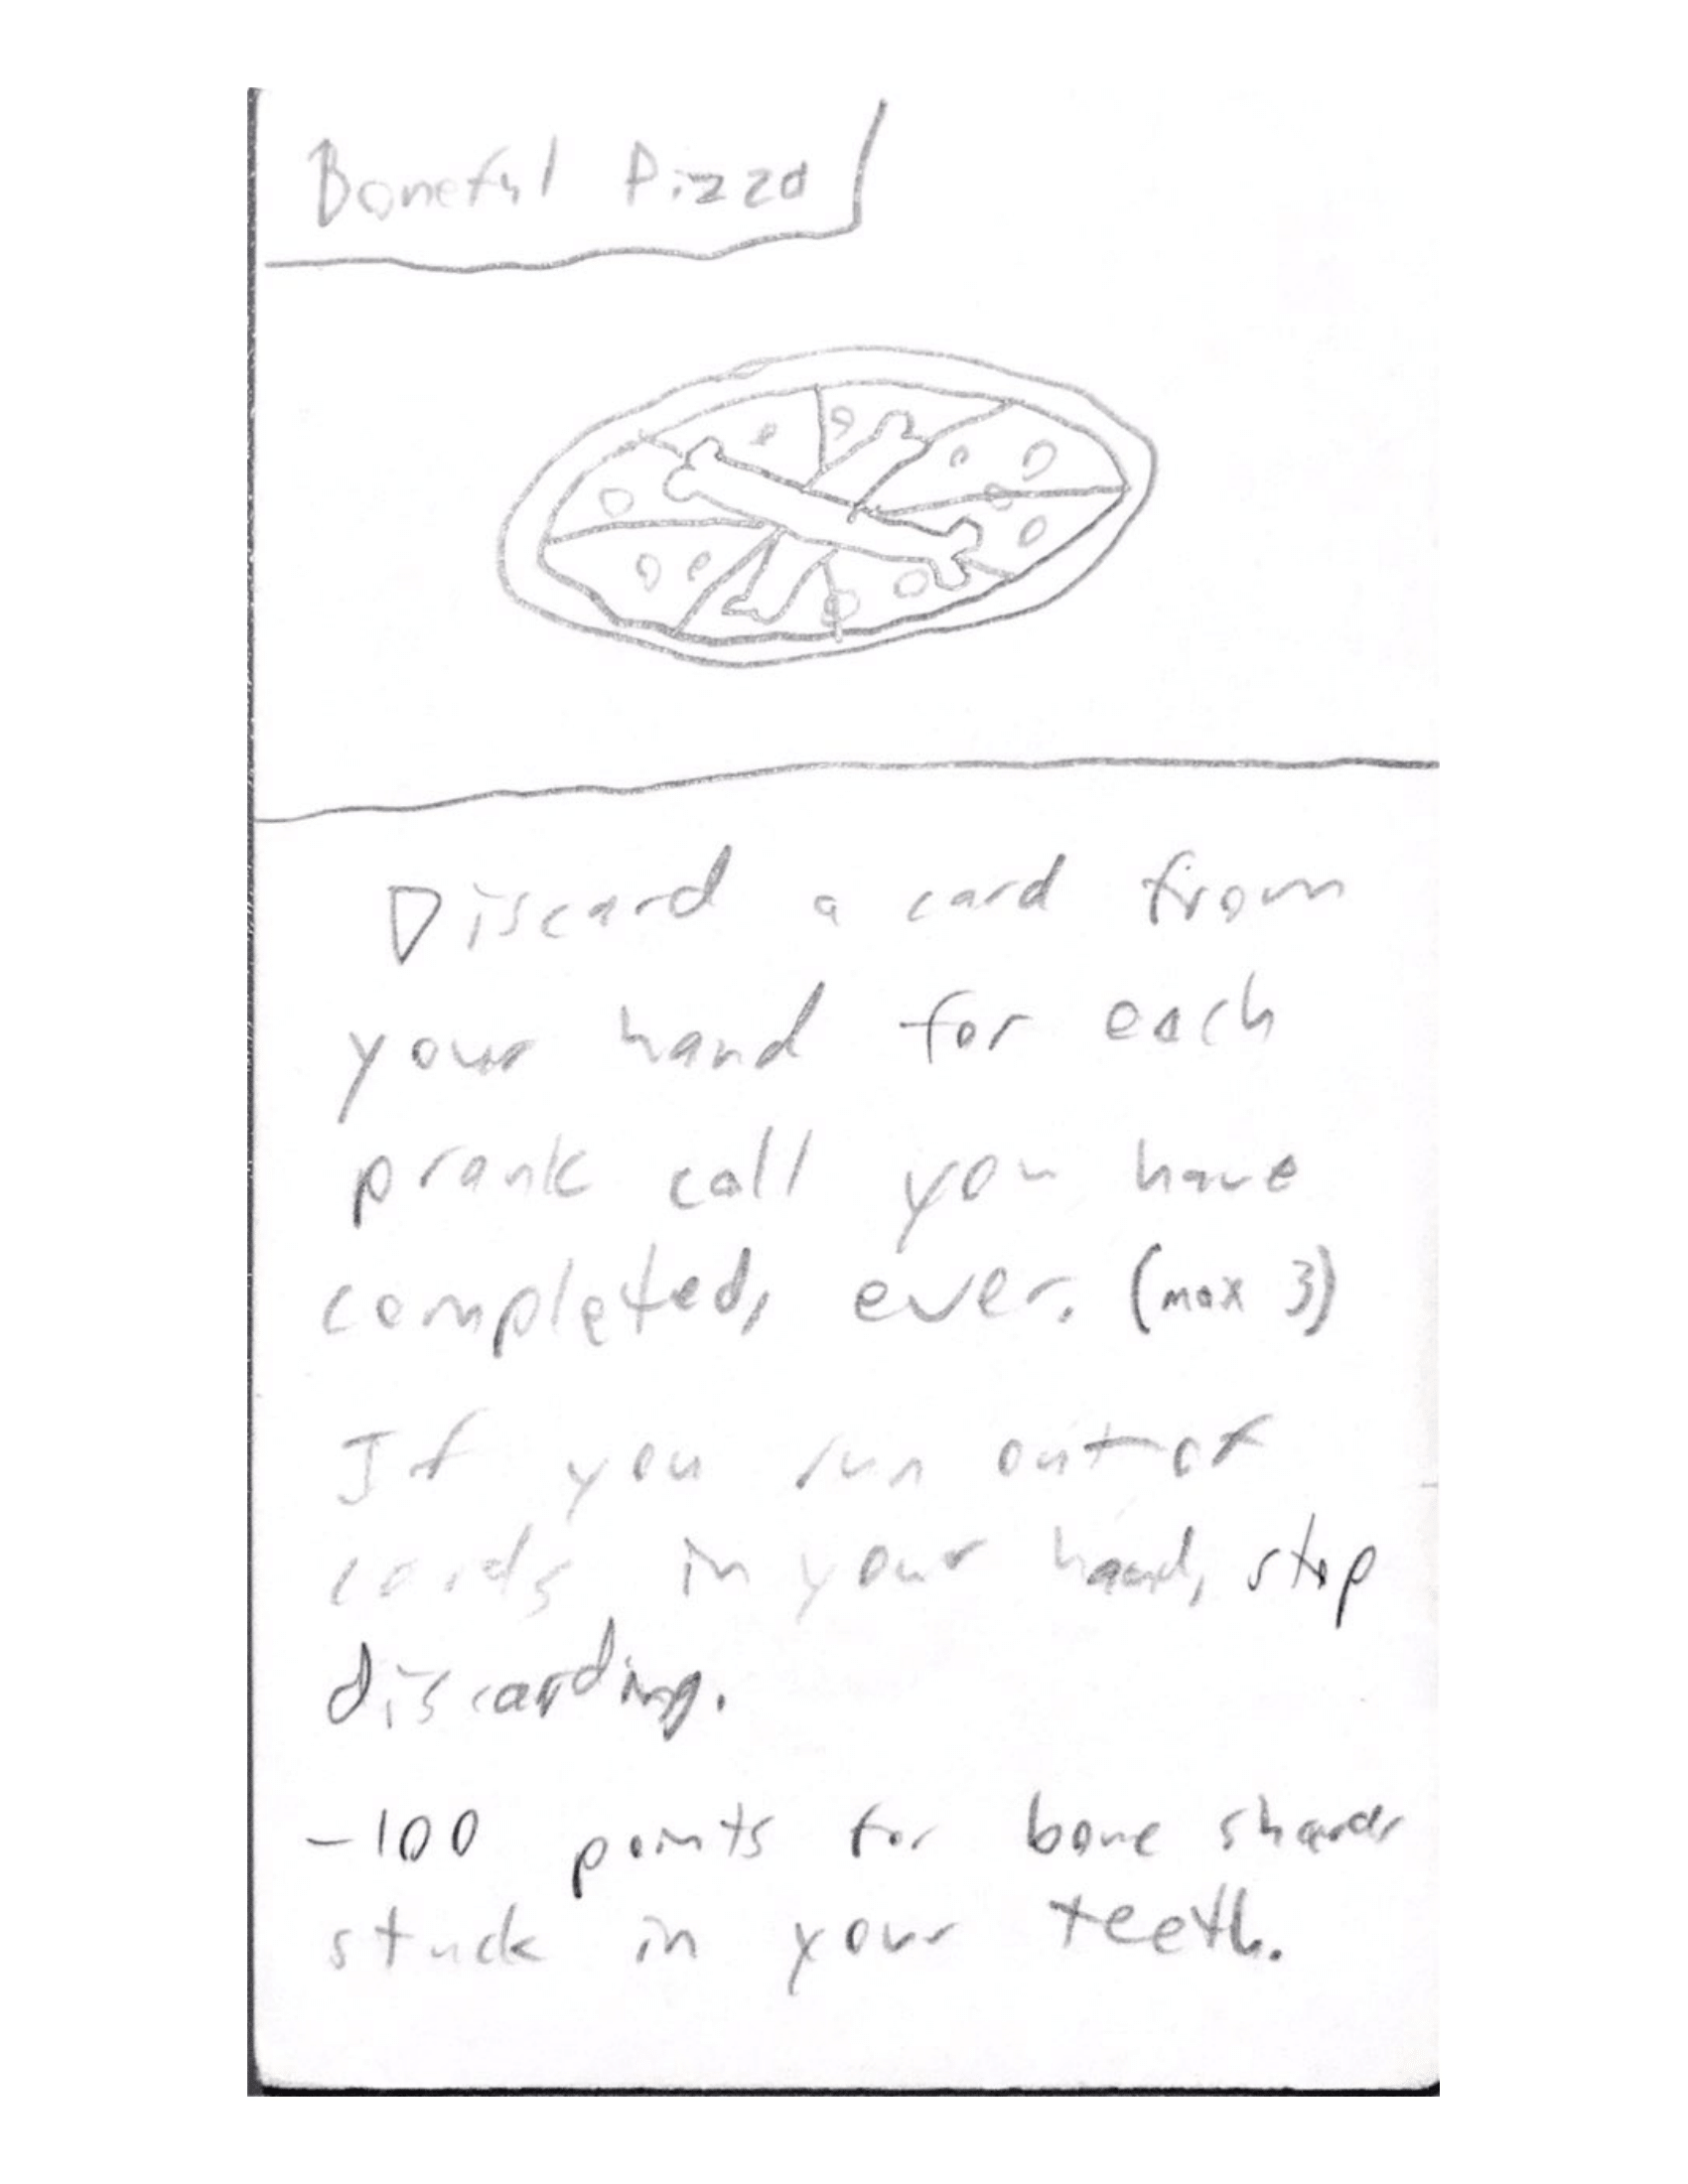 Boneful Pizza
Discard a card from
your hand for each
prank call you have
completed, ever. (max 3)
If you run out of
cards in your hand, stop
discarding.
-100 points for bone shards
stuck in your teeth.